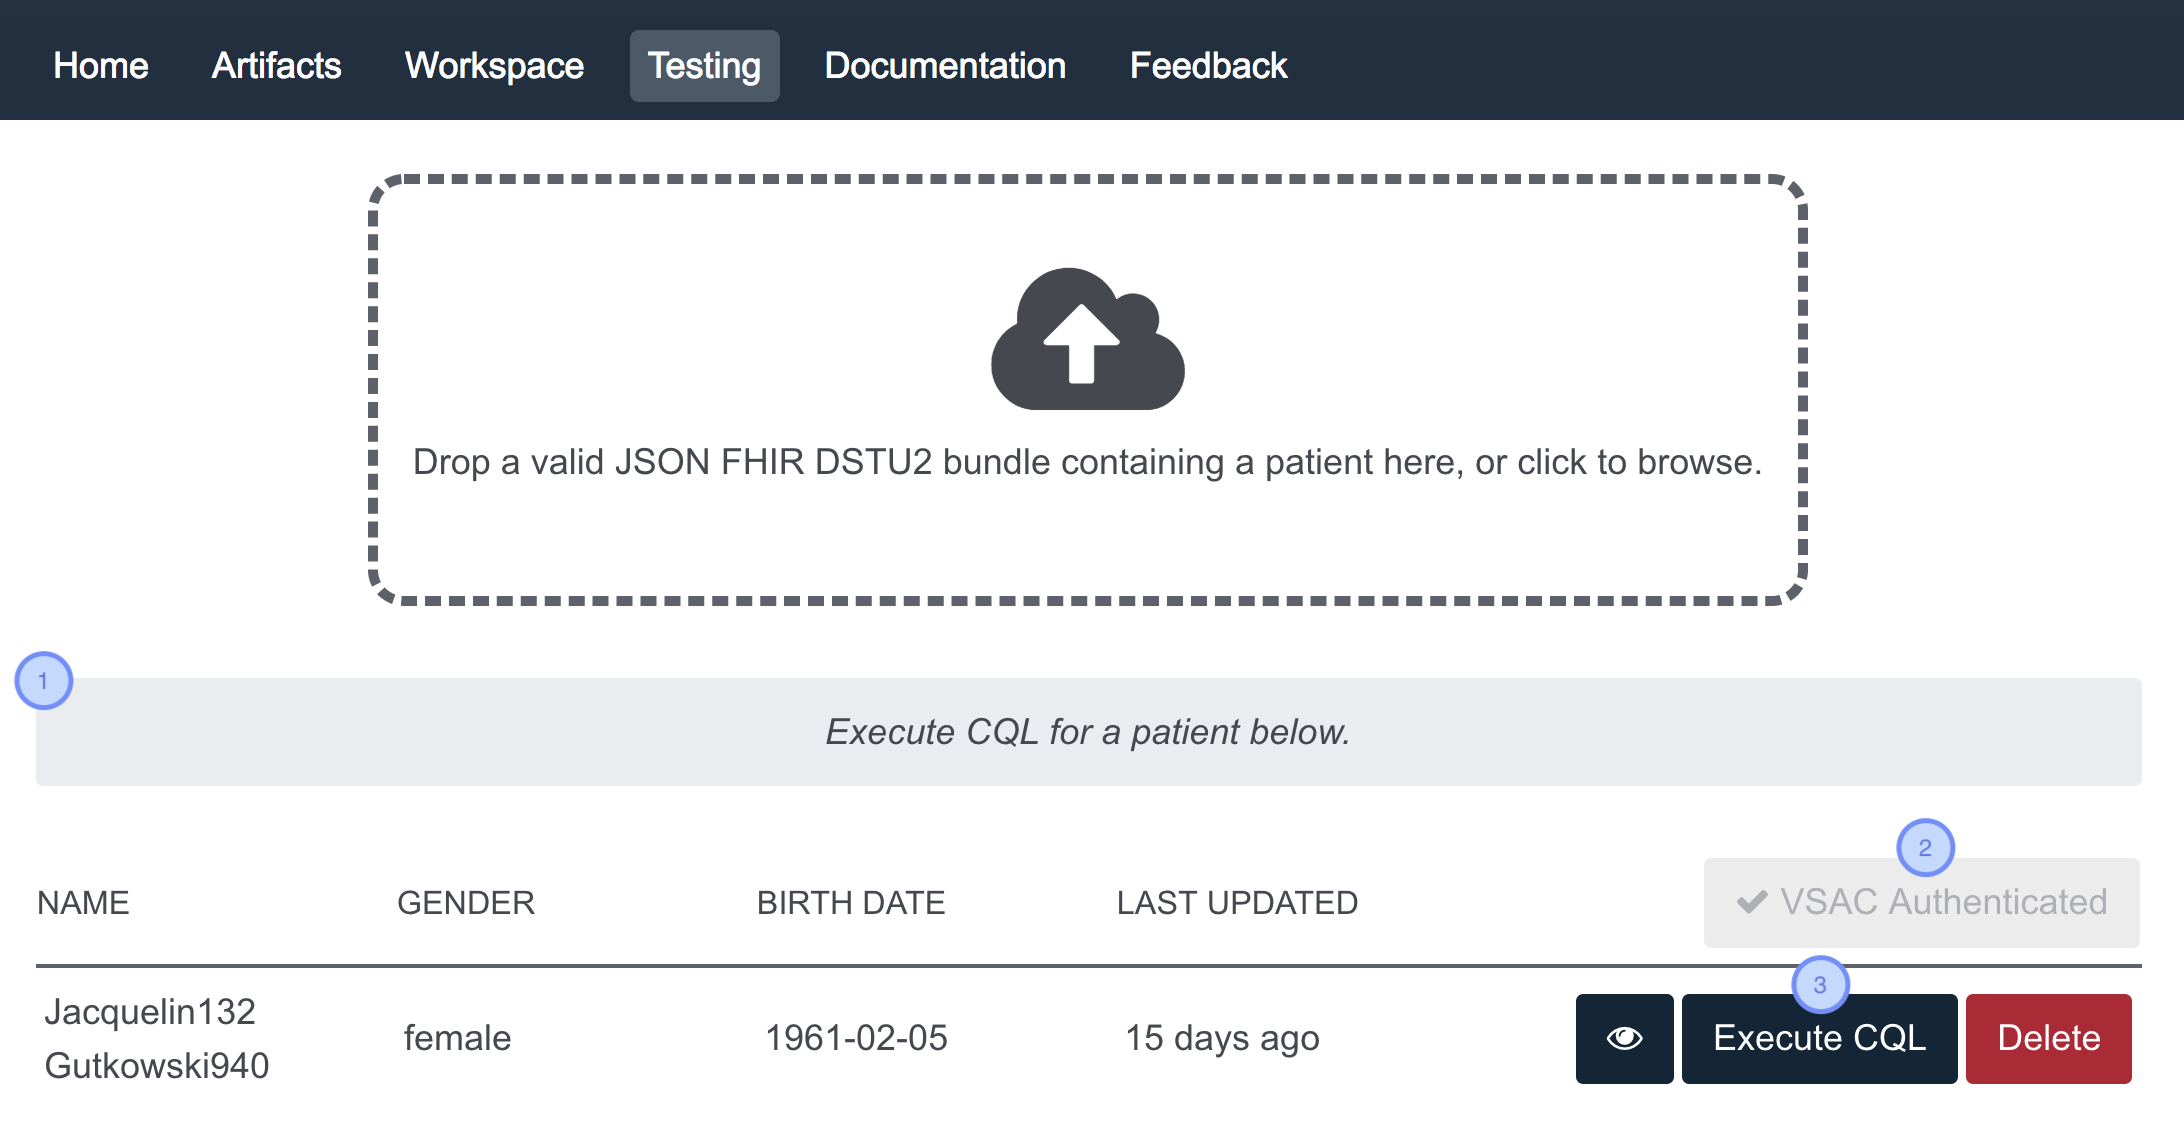 Home Artifacts Workspace Testing Documentation Feedback
Drop a valid JSON FHIR DSTU2 bundle containing a patient here, or click to browse.
1
Execute CQL for a patient below.
2
NAME GENDER BIRTH DATE LAST UPDATED VSAC Authenticated
3
Jacquelin132
Gutkowski940
female 1961-02-05 15 days ago Execute CQL Delete